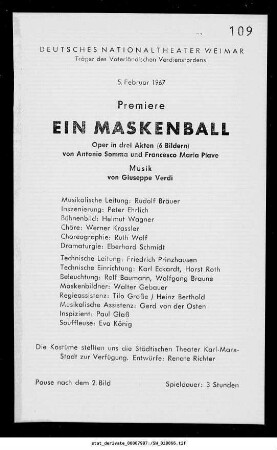 109
DEUTSCHES NATIONALTHEATER WEIMAR
Träger des Vaterländischen Verdienstordens
5. Februar 1967
Premiere
EIN MASKENBALL
Oper in drei Akten (6 Bildern)
von Antonio Somma und Francesco Maria Piave
Musik
von Giuseppe Verdi
Musikalische Leitung: Rudolf Bräuer
Inszenierung: Peter Ehrlich
Bühnenbild: Helmut Wagner
Chöre: Werner Krassler
Choreographie: Ruth Wolf
Dramaturgie: Eberhard Schmidt
Technische Leitung: Friedrich Prinzhausen
Technische Einrichtung: Karl Eckardt, Horst Roth
Beleuchtung: Ralf Baumann, Wolfgang Braune
Maskenbildner: Walter Gebauer
Regieassistenz: Tilo Große / Heinz Berthold
Musikalische Assistenz: Gerd von der Osten
Inspizient: Paul Glaß
Souffleuse: Eva König
Die Kostüme stellten uns die Städtischen Theater Karl-Marx-
Stadt zur Verfügung. Entwürfe: Renate Richter
Pause nach dem 2. Bild Spieldauer: 3 Stunden